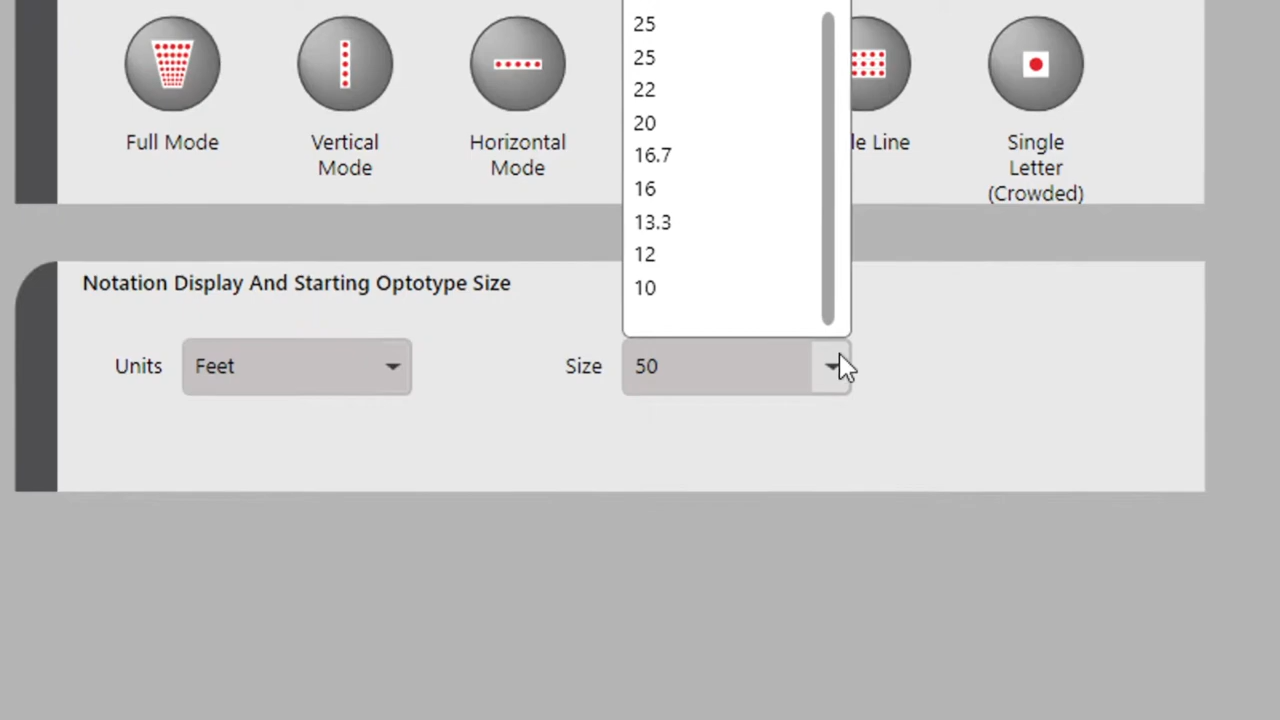 25
25
22
20
16.7
16
13.3
12
10
Full Mode
Vertical
Mode
Horizontal
Mode
Line
Single
Letter
(Crowded)
Notation Display And Starting Optotype Size
Units
Feet
Size
50